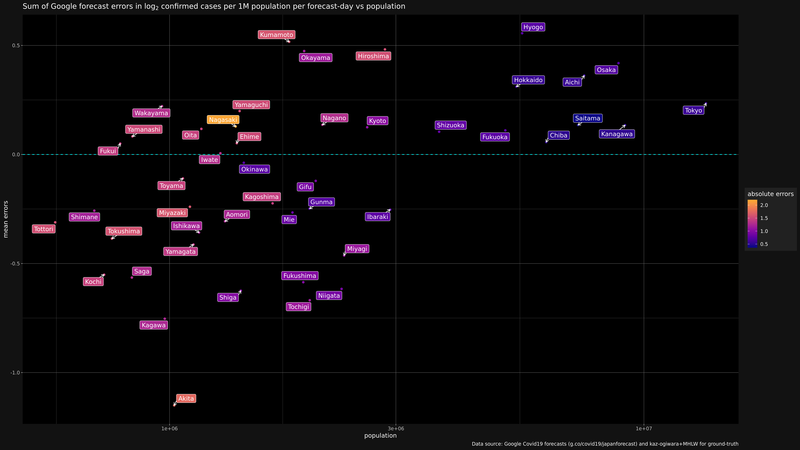 Sum of Google forecast errors in log2 confirmed cases per 1M population per forecast-day vs population
Hyogo
Kumamoto
0.5
Okayama
Hiroshima
Osaka
Hokkaido
Aichi
Yamaguchi
Wakayama
Tokyo
Nagasaki
Nagano
Kyoto
Saitama
Yamanashi
Shizuoka
Oita
Ehime
Fukuoka
Chiba
Kanagawa
Fukui
0.0
Iwate
Okinawa
Toyama
Gifu
Kagoshima
Gunma
absolute errors
2.0
1.5
1.0
0.5
Shimane
Miyazaki
Aomori
Mie
Ibaraki
Tottori
Tokushima
Ishikawa
mean errors
Yamagata
Miyagi
-0.5
Saga
Kochi
Fukushima
Shiga
Niigata
Tochigi
Kagawa
-1.0
Akita
1e+06
3e+06
1e+07
population
Data source: Google Covid19 forecasts (g.co/covid19/japanforecast) and kaz-ogiwara+MHLW for ground-truth